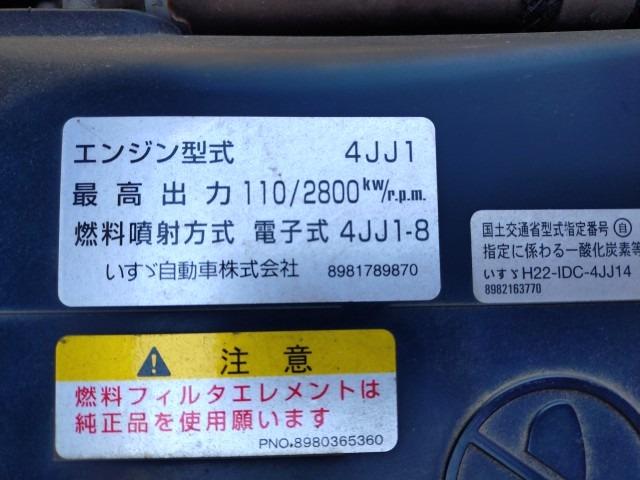 エンジン型式 4JJ1
最高出力 110/2800kw/r.p.m.
燃料噴射方式 電子式 4JJ1-8
いすゞ自動車株式会社 8981789870
国土交通省型式指定番号 自
指定に係わる一酸化炭素等
いすゞH22-IDC-4JJ14
8982163770
注意
燃料フィルタエレメントは
純正品を使用願います
PNO.8980365360